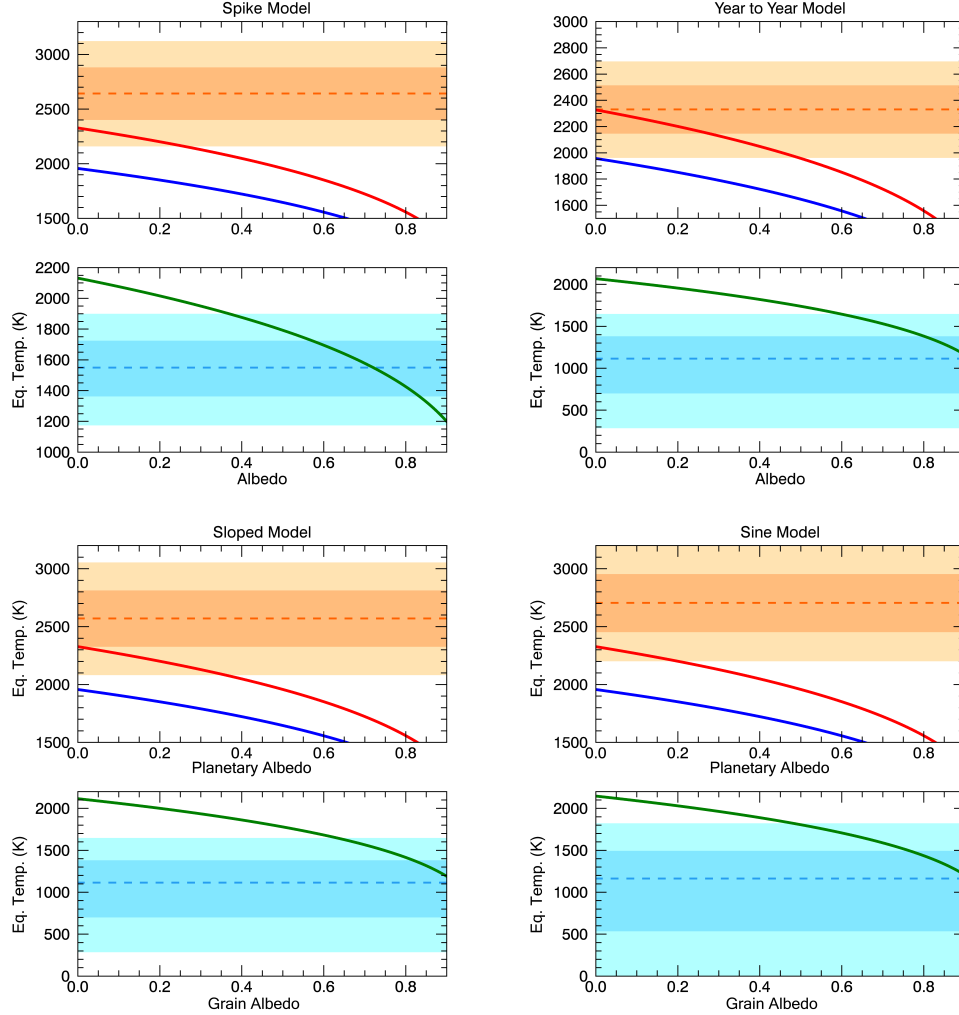 Spike Model
3000
2500
2000
1500
0.0 0.2 0.4 0.6 0.8
Year to Year Model
3000
2800
2600
2400
2200
2000
1800
1600
0.0 0.2 0.4 0.6 0.8
Eq. Temp. (K)
2200
2000
1800
1600
1400
1200
1000
0.0 0.2 0.4 0.6 0.8
Albedo
Eq. Temp. (K)
2000
1500
1000
500
0
0.0 0.2 0.4 0.6 0.8
Albedo
Sloped Model
Eq. Temp. (K)
3000
2500
2000
1500
0.0 0.2 0.4 0.6 0.8
Planetary Albedo
Sine Model
Eq. Temp. (K)
3000
2500
2000
1500
0.0 0.2 0.4 0.6 0.8
Planetary Albedo
Eq. Temp. (K)
2000
1500
1000
500
0
0.0 0.2 0.4 0.6 0.8
Grain Albedo
Eq. Temp. (K)
2000
1500
1000
500
0
0.0 0.2 0.4 0.6 0.8
Grain Albedo